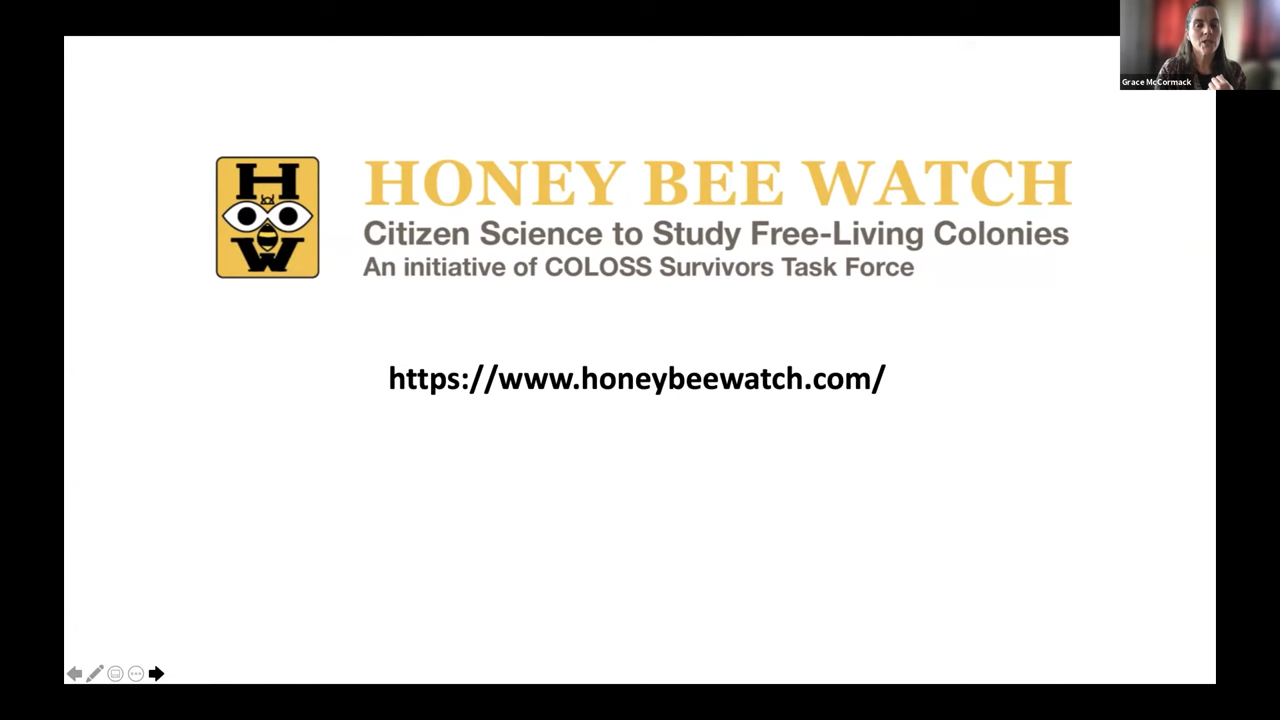 Grace McCormack
H
W
HONEY BEE WATCH
Citizen Science to Study Free-Living Colonies
An initiative of COLOSS Survivors Task Force
https://www.honeybeewatch.com/